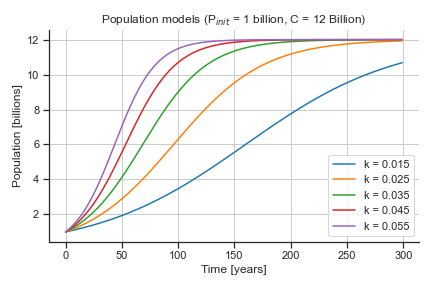 Population models (P_init = 1 billion, C = 12 Billion)
Population [billions]
12
10
8
6
4
2
0
50
100
150
200
250
300
Time [years]
k = 0.015
k = 0.025
k = 0.035
k = 0.045
k = 0.055